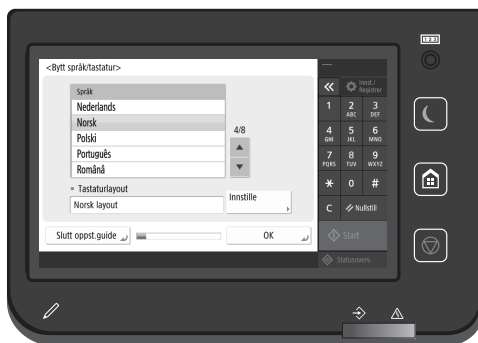 123
<Bytt språk/tastatur>
Språk
Nederlands
Norsk
Polski
Português
Română
4/8
Tastaturlayout
Norsk layout
Innstille
Slutt oppst.guide
OK
Innst./
Registrer
1 2 3
ABC DEF
4 5 6
GHI JKL MNO
7 8 9
PQRS TUV WXYZ
* 0 #
C Nullstill
Start
Statusoverv.